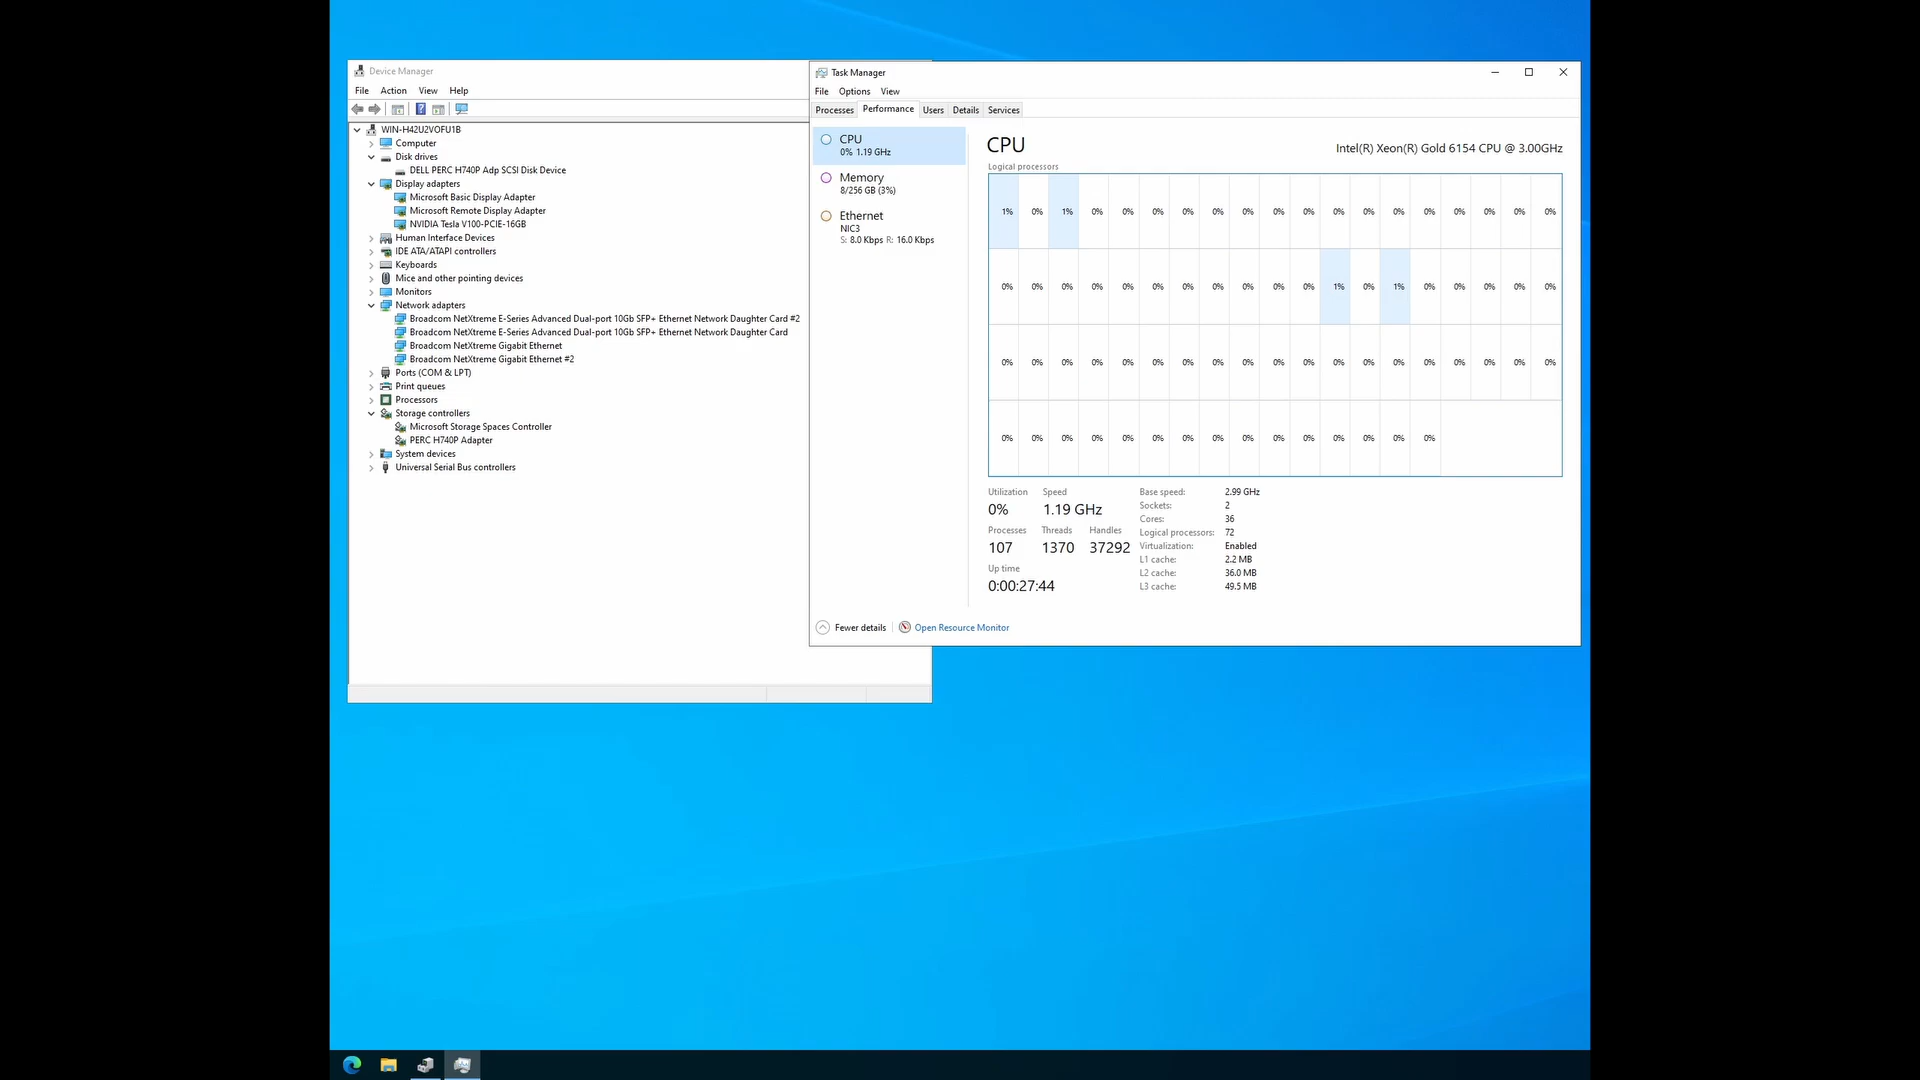 Device Manager
File Action View Help
WIN-H42U2VOFU1B
Computer
Disk drives
DELL PERC H740P Adp SCSI Disk Device
Display adapters
Microsoft Basic Display Adapter
Microsoft Remote Display Adapter
NVIDIA Tesla V100-PCIE-16GB
Human Interface Devices
IDE ATA/ATAPI controllers
Keyboards
Mice and other pointing devices
Monitors
Network adapters
Broadcom NetXtreme E-Series Advanced Dual-port 10Gb SFP+ Ethernet Network Daughter Card #2
Broadcom NetXtreme E-Series Advanced Dual-port 10Gb SFP+ Ethernet Network Daughter Card
Broadcom NetXtreme Gigabit Ethernet
Broadcom NetXtreme Gigabit Ethernet #2
Ports (COM & LPT)
Print queues
Processors
Storage controllers
Microsoft Storage Spaces Controller
PERC H740P Adapter
System devices
Universal Serial Bus controllers
Task Manager
File Options View
Processes Performance Users Details Services
CPU
0% 1.19 GHz
Memory
8/256 GB (3%)
Ethernet
NIC3
S: 8.0 Kbps R: 16.0 Kbps
CPU
Intel(R) Xeon(R) Gold 6154 CPU @ 3.00GHz
Logical processors
1% 0% 1% 0% 0% 0% 0% 0% 0% 0% 0% 0% 0% 0% 0% 0% 0% 0% 0%
0% 0% 0% 0% 0% 0% 0% 0% 0% 0% 0% 1% 0% 1% 0% 0% 0% 0% 0%
0% 0% 0% 0% 0% 0% 0% 0% 0% 0% 0% 0% 0% 0% 0% 0% 0% 0% 0%
0% 0% 0% 0% 0% 0% 0% 0% 0% 0% 0% 0% 0% 0% 0%
Utilization Speed
0% 1.19 GHz
Processes Threads Handles
107 1370 37292
Up time
0:00:27:44
Base speed: 2.99 GHz
Sockets: 2
Cores: 36
Logical processors: 72
Virtualization: Enabled
L1 cache: 2.2 MB
L2 cache: 36.0 MB
L3 cache: 49.5 MB
Fewer details Open Resource Monitor